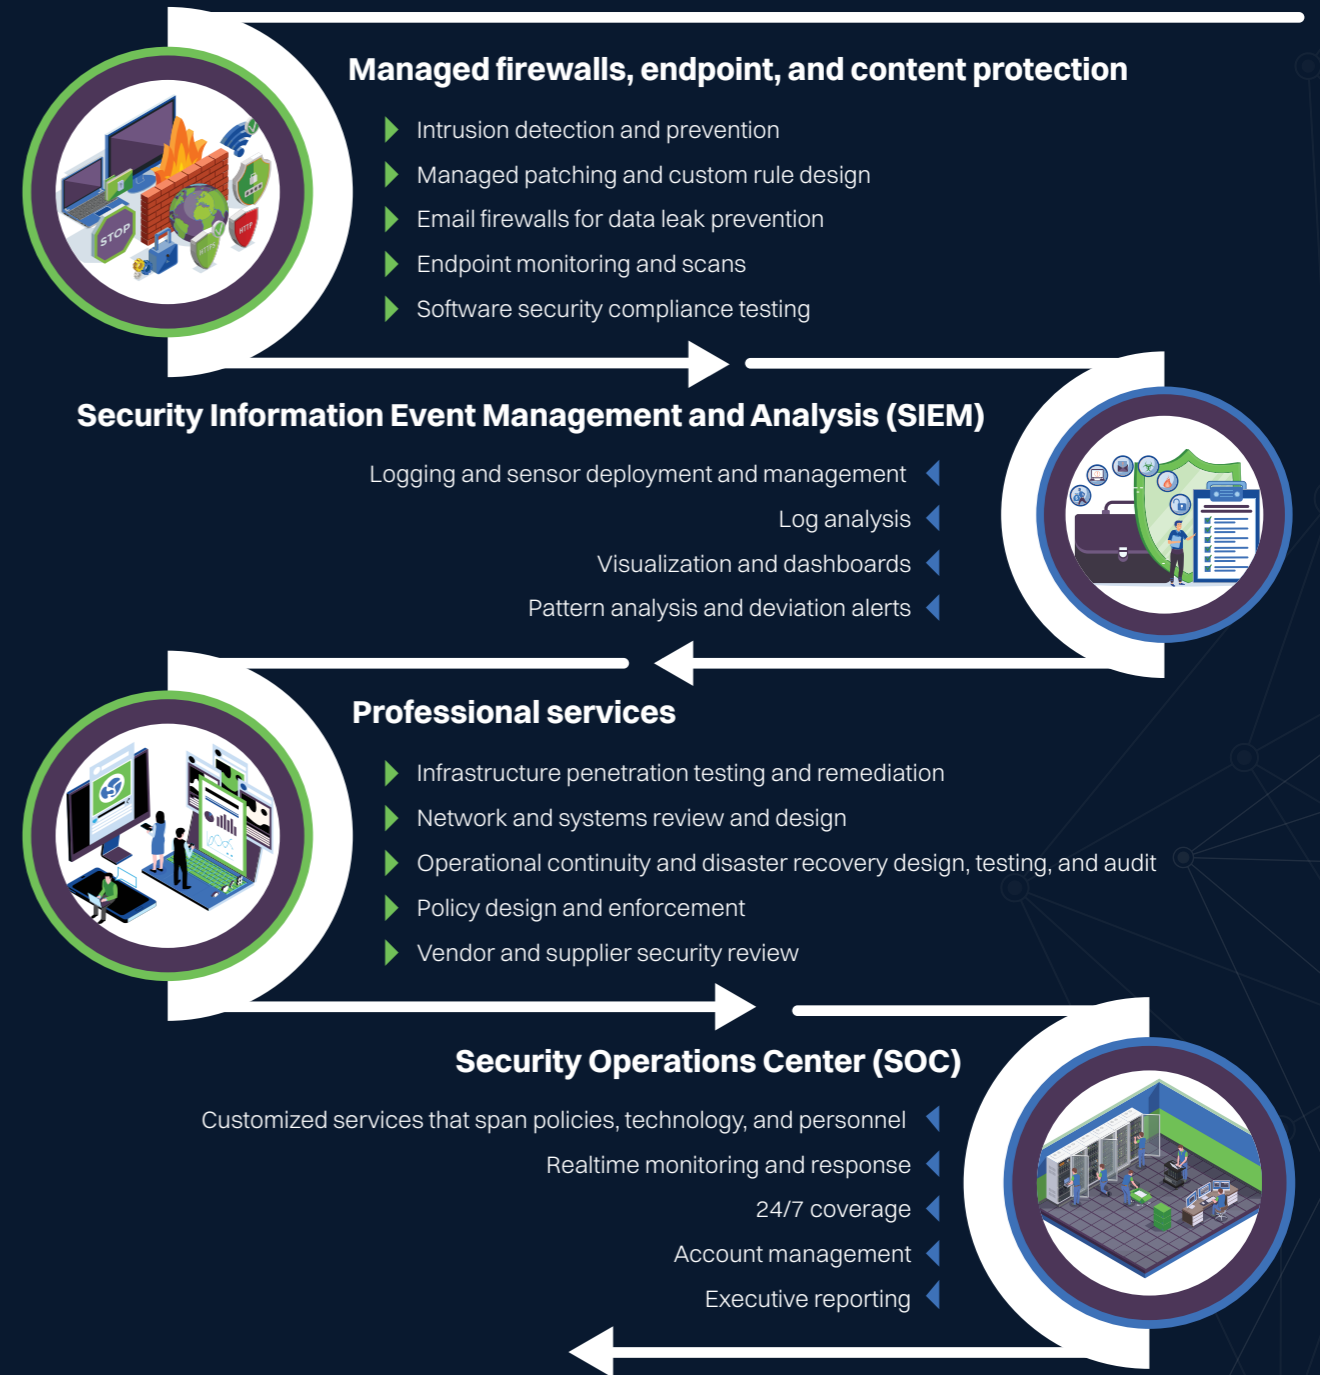 Managed firewalls, endpoint, and content protection
Intrusion detection and prevention
Managed patching and custom rule design
Email firewalls for data leak prevention
Endpoint monitoring and scans
Software security compliance testing
STOP
HTTPS
HTTP
Security Information Event Management and Analysis (SIEM)
Logging and sensor deployment and management
Log analysis
Visualization and dashboards
Pattern analysis and deviation alerts
Professional services
Infrastructure penetration testing and remediation
Network and systems review and design
Operational continuity and disaster recovery design, testing, and audit
Policy design and enforcement
Vendor and supplier security review
Security Operations Center (SOC)
Customized services that span policies, technology, and personnel
Realtime monitoring and response
24/7 coverage
Account management
Executive reporting